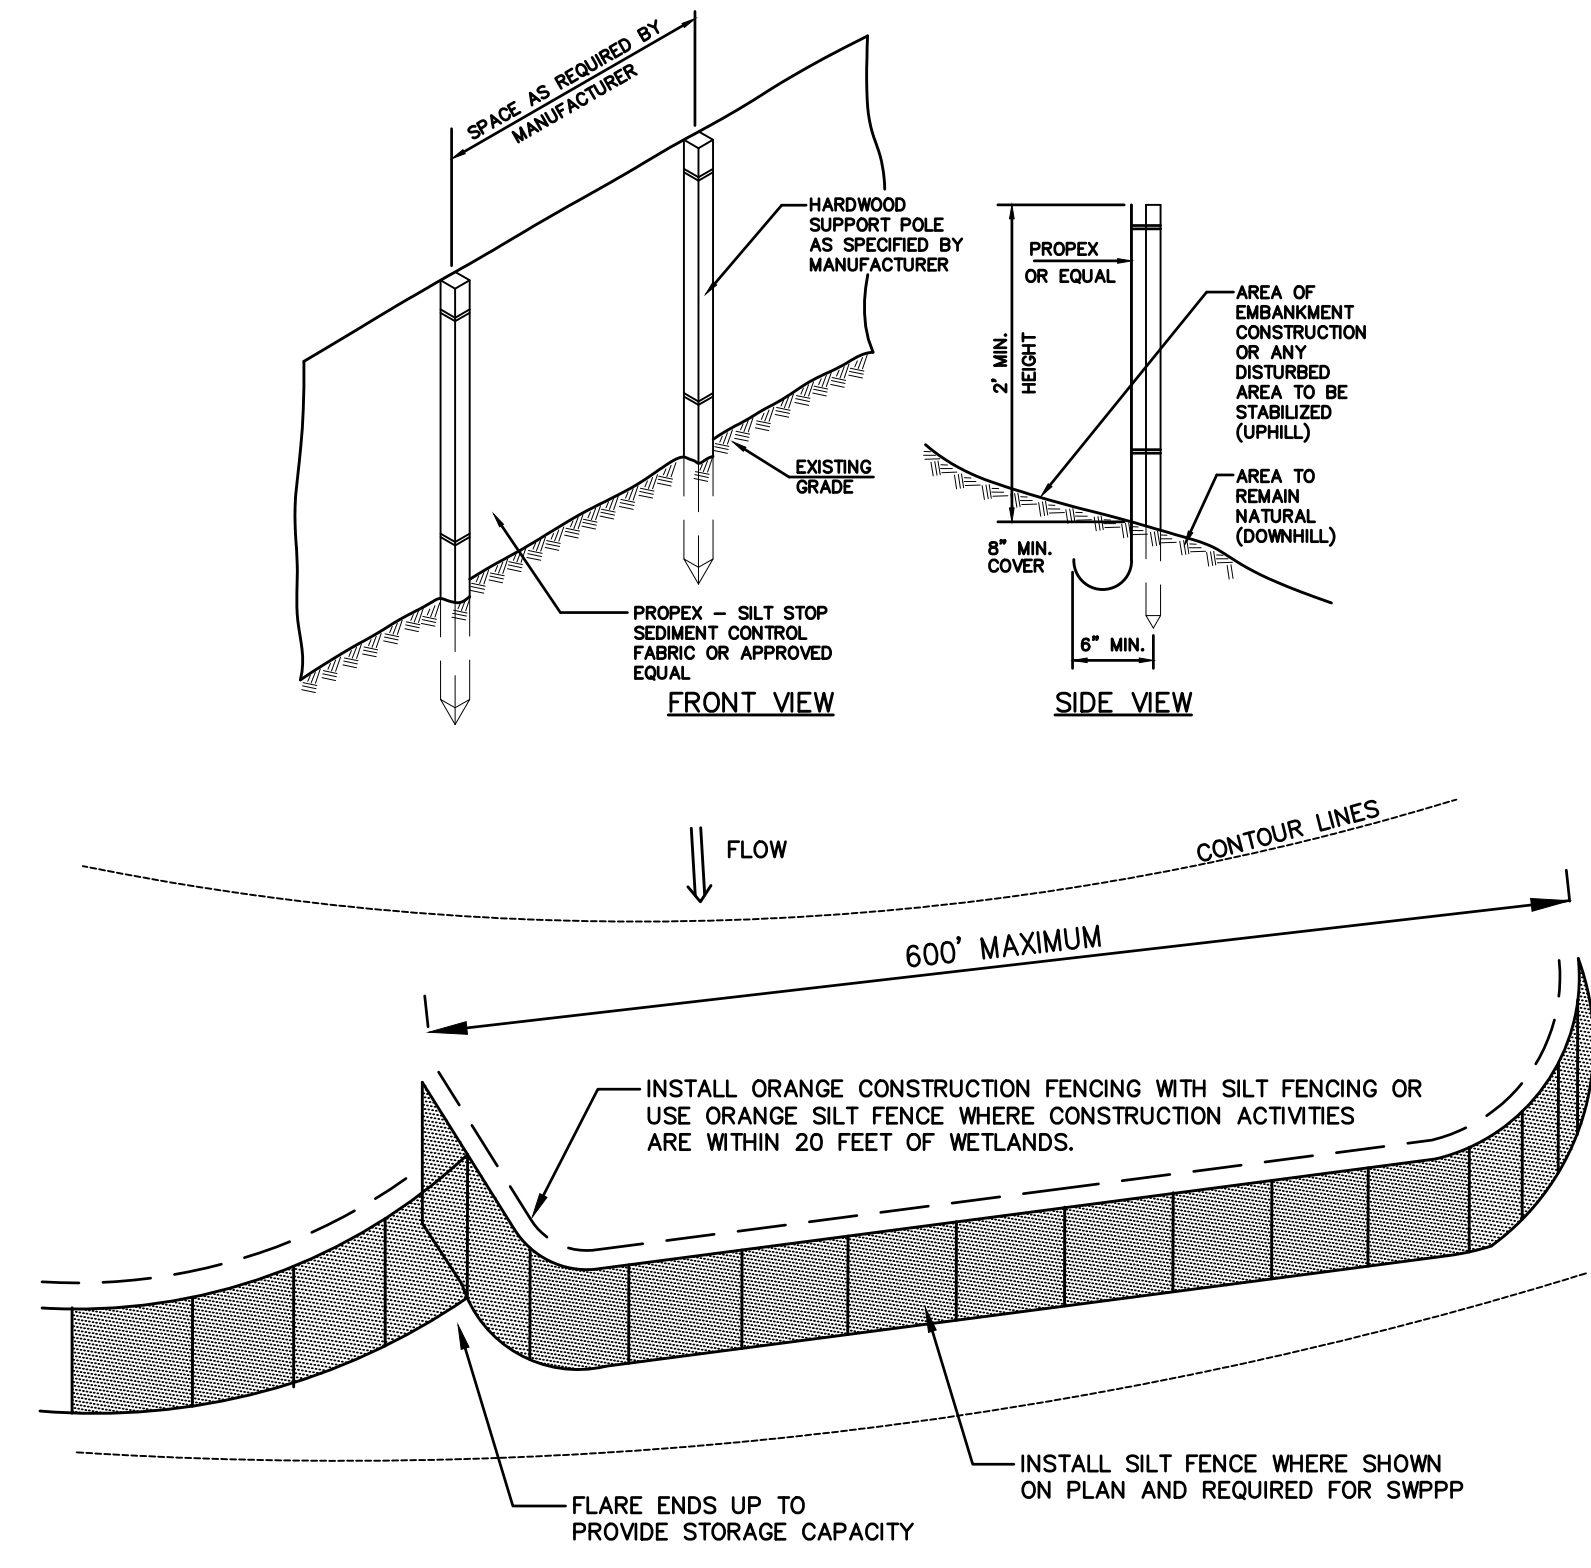 SPACE AS REQUIRED BY
MANUFACTURER
HARDWOOD
SUPPORT POLE
AS SPECIFIED BY
MANUFACTURER
EXISTING
GRADE
PROPEX – SILT STOP
SEDIMENT CONTROL
FABRIC OR APPROVED
EQUAL
FRONT VIEW
PROPEX
OR EQUAL
2' MIN.
HEIGHT
8" MIN.
COVER
6" MIN.
AREA OF
EMBANKMENT
CONSTRUCTION
OR ANY
DISTURBED
AREA TO BE
STABILIZED
(UPHILL)
AREA TO
REMAIN
NATURAL
(DOWNHILL)
SIDE VIEW
FLOW
CONTOUR LINES
600' MAXIMUM
INSTALL ORANGE CONSTRUCTION FENCING WITH SILT FENCING OR
USE ORANGE SILT FENCE WHERE CONSTRUCTION ACTIVITIES
ARE WITHIN 20 FEET OF WETLANDS.
INSTALL SILT FENCE WHERE SHOWN
ON PLAN AND REQUIRED FOR SWPPP
FLARE ENDS UP TO
PROVIDE STORAGE CAPACITY